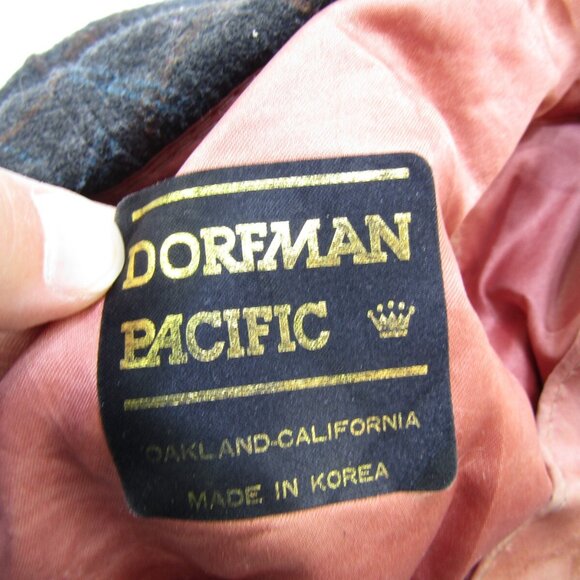 DORFMAN
PACIFIC
OAKLAND-CALIFORNIA
MADE IN KOREA